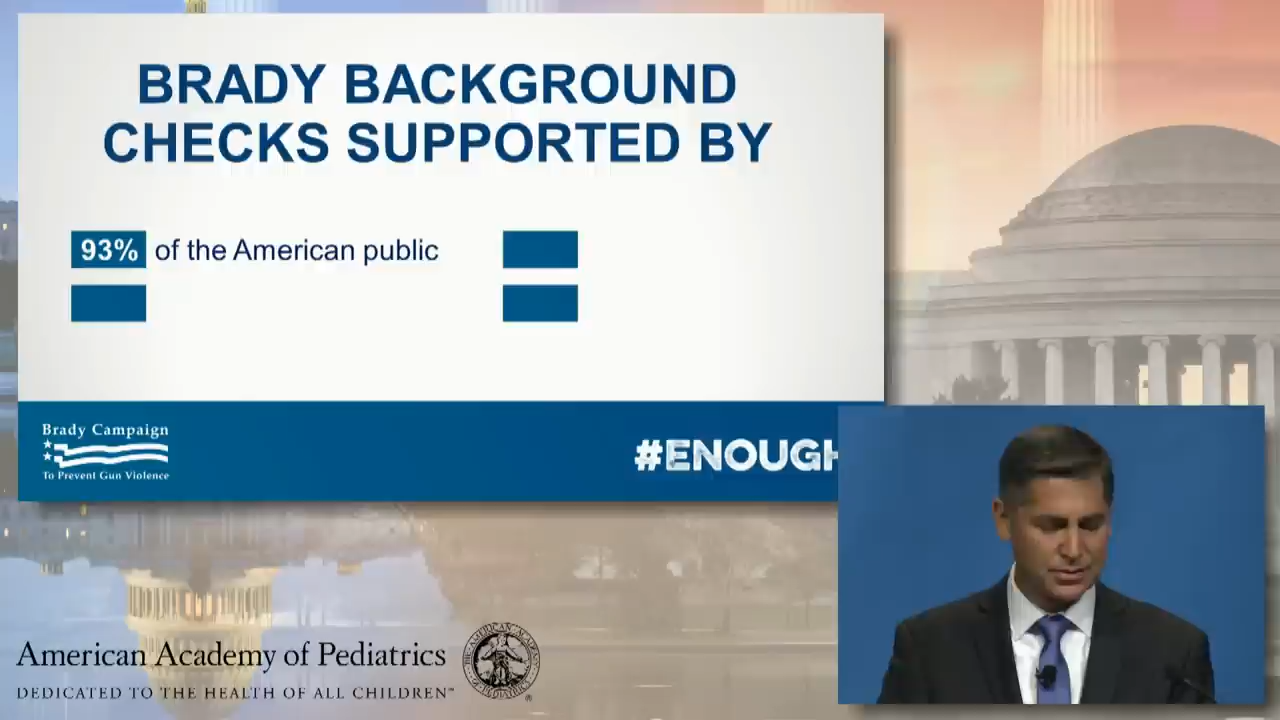 BRADY BACKGROUND
CHECKS SUPPORTED BY
93% of the American public
Brady Campaign
To Prevent Gun Violence
#ENOUGH
American Academy of Pediatrics
DEDICATED TO THE HEALTH OF ALL CHILDREN™